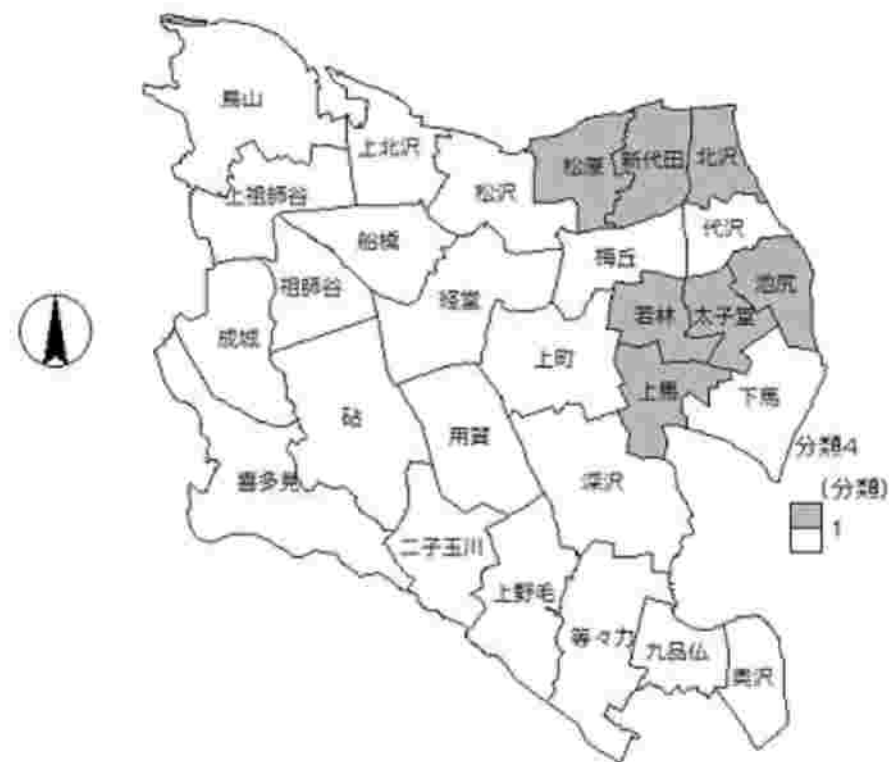 烏山
上北沢
松原
新代田
北沢
上祖師谷
松沢
代沢
船橋
梅丘
池尻
祖師谷
経堂
若林
太子堂
成城
上町
上馬
下馬
砧
用賀
分類4
喜多見
深沢
(分類)
1
二子玉川
上野毛
等々力
九品仏
奥沢